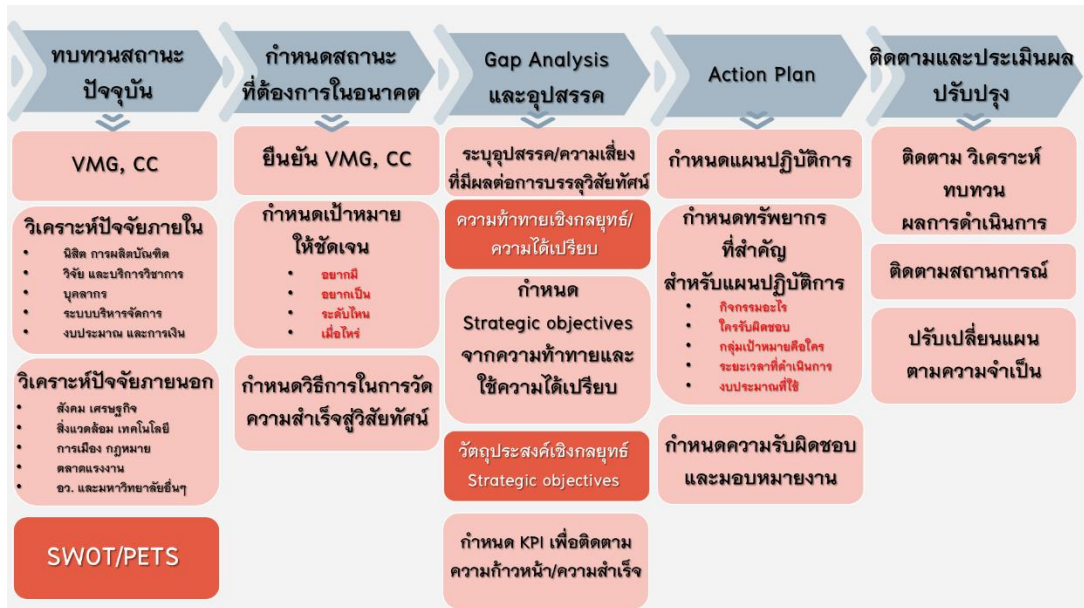 ทบทวนสถานะ
ปัจจุบัน
VMG, CC
วิเคราะห์ปัจจัยภายใน
• นิสิต การผลิตบัณฑิต
• วิจัย และบริการวิชาการ
• บุคลากร
• ระบบบริหารจัดการ
• งบประมาณ และการเงิน
วิเคราะห์ปัจจัยภายนอก
• สังคม เศรษฐกิจ
• สิ่งแวดล้อม เทคโนโลยี
• การเมือง กฎหมาย
• ตลาดแรงงาน
• อว. และมหาวิทยาลัยอื่นๆ
SWOT/PETS
กำหนดสถานะ
ที่ต้องการในอนาคต
ยืนยัน VMG, CC
กำหนดเป้าหมาย
ให้ชัดเจน
• อยากมี
• อยากเป็น
• ระดับไหน
• เมื่อไหร่
กำหนดวิธีการในการวัด
ความสำเร็จสู่วิสัยทัศน์
Gap Analysis
และอุปสรรค
ระบุอุปสรรค/ความเสี่ยง
ที่มีผลต่อการบรรลุวิสัยทัศน์
ความท้าทายเชิงกลยุทธ์/
ความได้เปรียบ
กำหนด
Strategic objectives
จากความท้าทายและ
ใช้ความได้เปรียบ
วัตถุประสงค์เชิงกลยุทธ์
Strategic objectives
กำหนด KPI เพื่อติดตาม
ความก้าวหน้า/ความสำเร็จ
Action Plan
กำหนดแผนปฏิบัติการ
กำหนดทรัพยากร
ที่สำคัญ
สำหรับแผนปฏิบัติการ
• กิจกรรมอะไร
• ใครรับผิดชอบ
• กลุ่มเป้าหมายคือใคร
• ระยะเวลาที่ดำเนินการ
• งบประมาณที่ใช้
กำหนดความรับผิดชอบ
และมอบหมายงาน
ติดตามและประเมินผล
ปรับปรุง
ติดตาม วิเคราะห์
ทบทวน
ผลการดำเนินการ
ติดตามสถานการณ์
ปรับเปลี่ยนแผน
ตามความจำเป็น